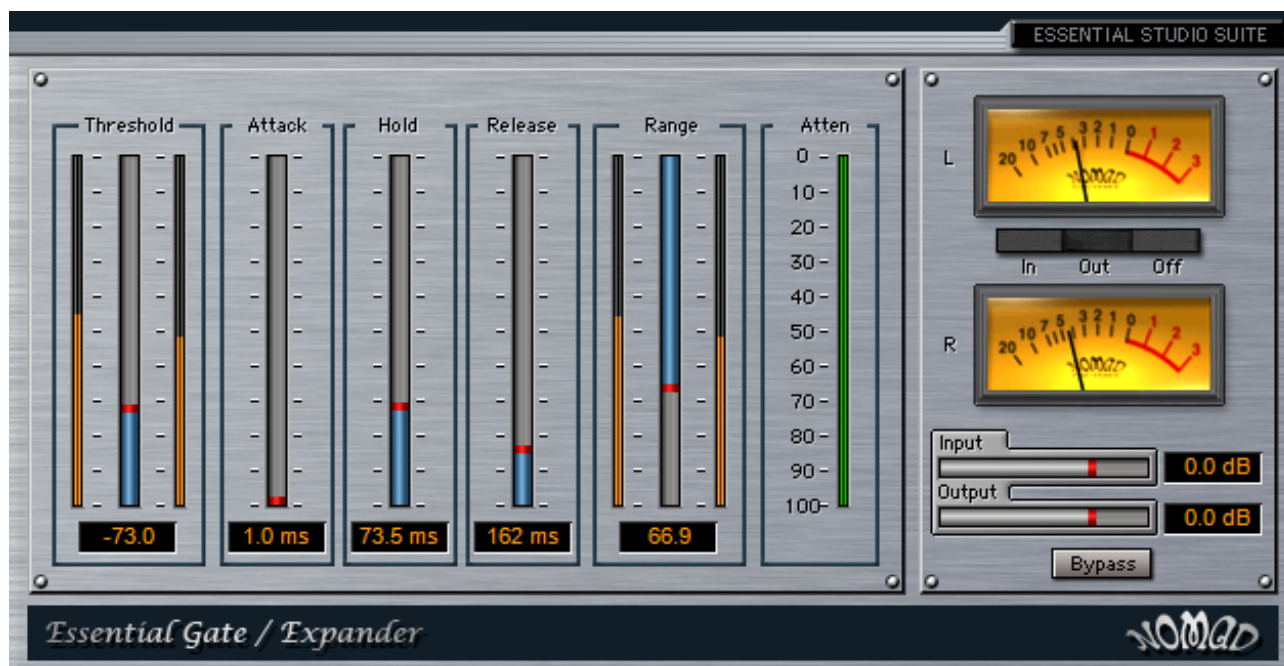 ESSENTIAL STUDIO SUITE
Threshold
Attack
Hold
Release
Range
Atten
0
10
20
30
40
50
60
70
80
90
100
-73.0
1.0 ms
73.5 ms
162 ms
66.9
L
20 10 7 5 3 2 1 0 1 2 3
NOMAD
In Out Off
R
20 10 7 5 3 2 1 0 1 2 3
NOMAD
Input
0.0 dB
Output
0.0 dB
Bypass
Essential Gate / Expander
NOMAD